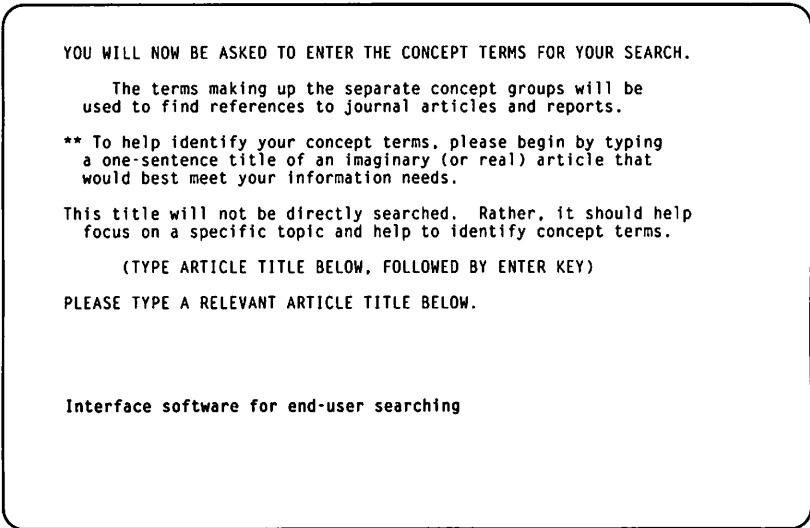 YOU WILL NOW BE ASKED TO ENTER THE CONCEPT TERMS FOR YOUR SEARCH.
The terms making up the separate concept groups will be
used to find references to journal articles and reports.
** To help identify your concept terms, please begin by typing
a one-sentence title of an imaginary (or real) article that
would best meet your information needs.
This title will not be directly searched. Rather, it should help
focus on a specific topic and help to identify concept terms.
(TYPE ARTICLE TITLE BELOW, FOLLOWED BY ENTER KEY)
PLEASE TYPE A RELEVANT ARTICLE TITLE BELOW.
Interface software for end-user searching